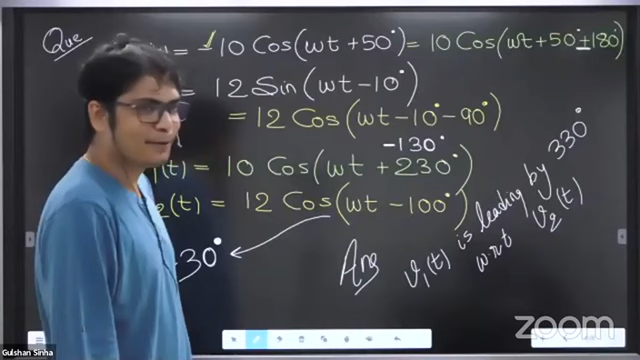 Que
= -10 Cos(wt+50°) = 10 Cos(wt+50°±180°)
= 12 Sin(wt-10°)
= 12 Cos(wt-10°-90°)
-130°
1(t) = 10 Cos(wt+230°)
2(t) = 12 Cos(wt-100°)
30°
Ans
v₁(t) is leading by 330°
wrt v₂(t)
zoom
Gulshan Sinha